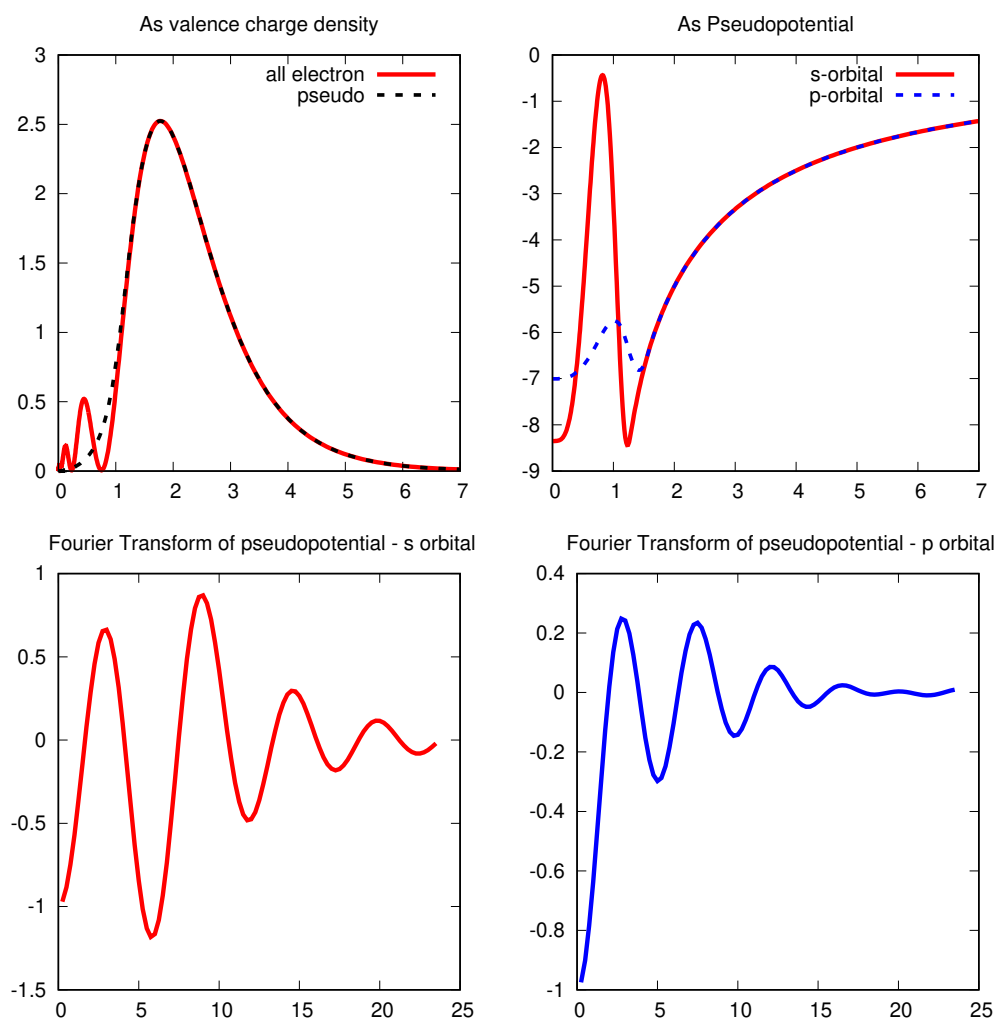 As valence charge density
3
2.5
2
1.5
1
0.5
0
all electron
pseudo
0 1 2 3 4 5 6 7
As Pseudopotential
0
-1
-2
-3
-4
-5
-6
-7
-8
-9
s-orbital
p-orbital
0 1 2 3 4 5 6 7
Fourier Transform of pseudopotential - s orbital
1
0.5
0
-0.5
-1
-1.5
0 5 10 15 20 25
Fourier Transform of pseudopotential - p orbital
0.4
0.2
0
-0.2
-0.4
-0.6
-0.8
-1
0 5 10 15 20 25